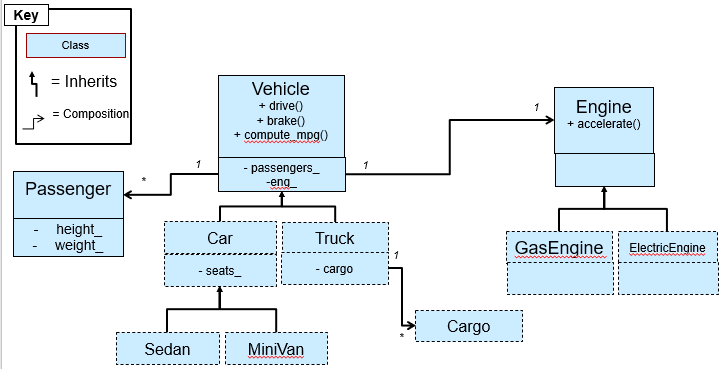 Key
Class
= Inherits
= Composition
Vehicle
+ drive()
+ brake()
+ compute_mpg()
- passengers_
-eng_
1
*
1
1
Engine
+ accelerate()
Passenger
- height_
- weight_
Car
- seats_
Truck
- cargo
1
*
GasEngine
ElectricEngine
Cargo
Sedan
MiniVan